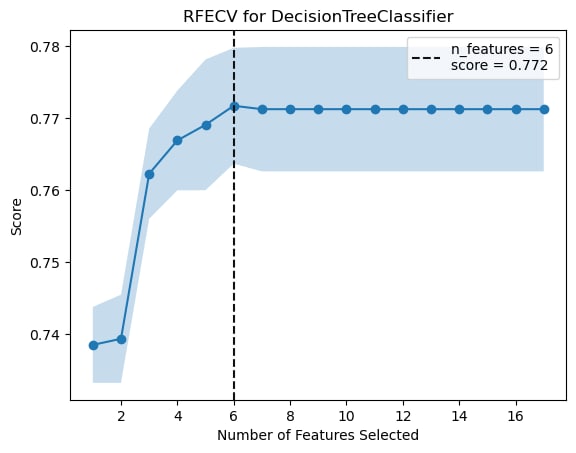 RFECV for DecisionTreeClassifier
n_features = 6
score = 0.772
Score
0.78
0.77
0.76
0.75
0.74
2 4 6 8 10 12 14 16
Number of Features Selected